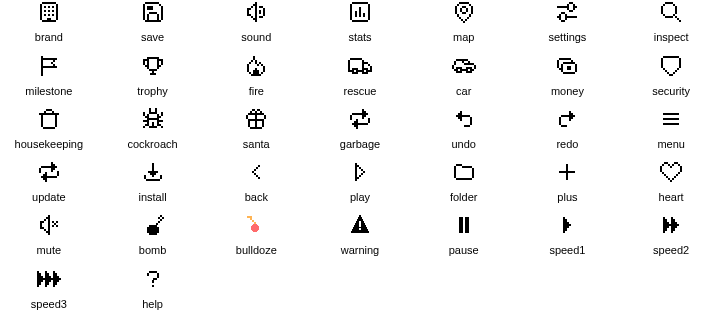 brand save sound stats map settings inspect
milestone trophy fire rescue car money security
housekeeping cockroach santa garbage undo redo menu
update install back play folder plus heart
mute bomb bulldoze warning pause speed1 speed2
speed3 help